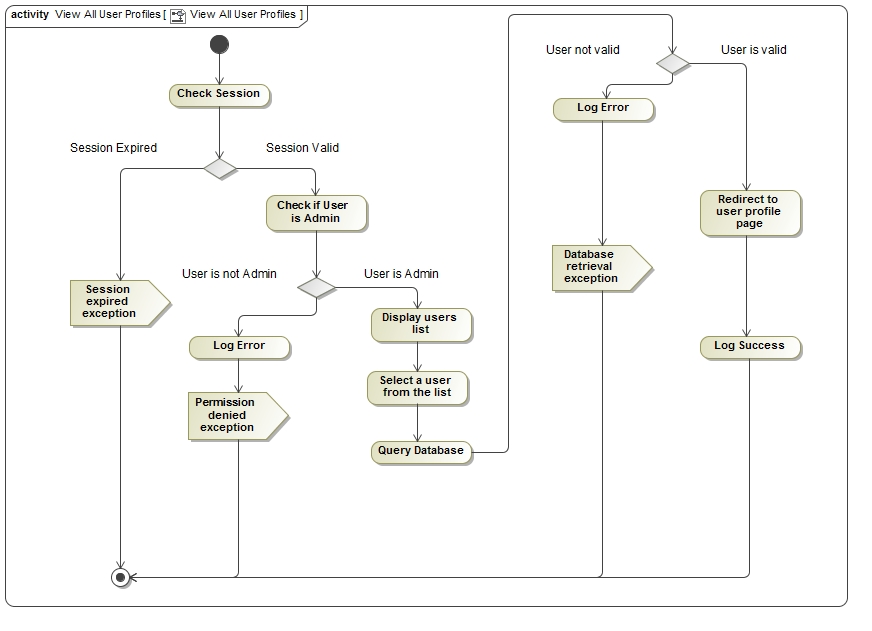 activity View All User Profiles [ View All User Profiles ]
Check Session
Session Expired
Session Valid
Check if User
is Admin
User is not Admin
User is Admin
Session
expired
exception
Log Error
Permission
denied
exception
Display users
list
Select a user
from the list
Query Database
User not valid
User is valid
Log Error
Database
retrieval
exception
Redirect to
user profile
page
Log Success